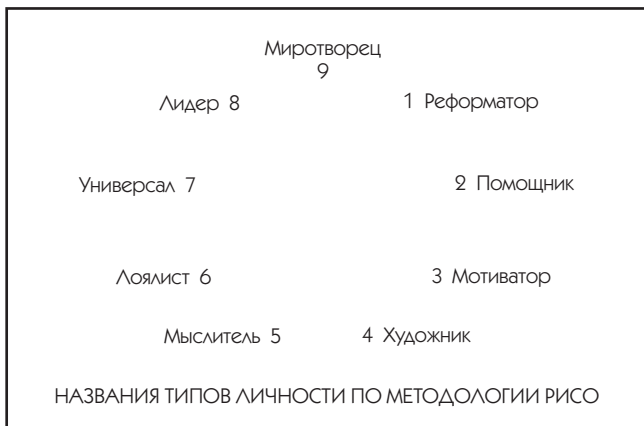 Миротворец
9
Лидер 8 1 Реформатор
Универсал 7 2 Помощник
Лоялист 6 3 Мотиватор
Мыслитель 5 4 Художник
НАЗВАНИЯ ТИПОВ ЛИЧНОСТИ ПО МЕТОДОЛОГИИ РИСО